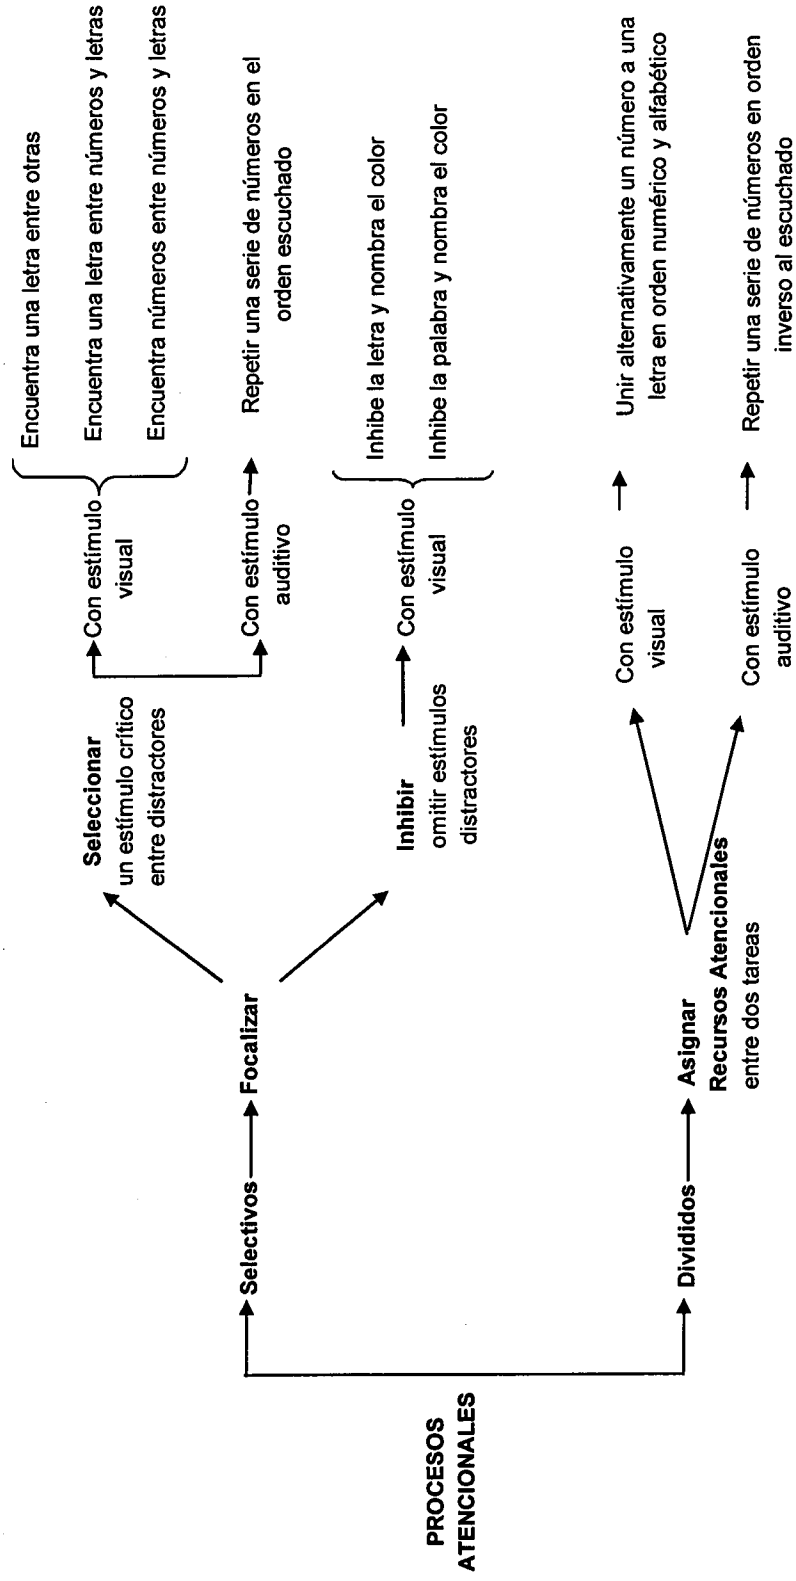 PROCESOS
ATENCIONALES
Selectivos
Focalizar
Seleccionar
un estímulo crítico
entre distractores
Con estímulo
visual
Encuentra una letra entre otras
Encuentra una letra entre números y letras
Encuentra números entre números y letras
Con estímulo
auditivo
Repetir una serie de números en el
orden escuchado
Inhibir
omitir estímulos
distractores
Con estímulo
visual
Inhibe la letra y nombra el color
Inhibe la palabra y nombra el color
Divididos
Asignar
Recursos Atencionales
entre dos tareas
Con estímulo
visual
Unir alternativamente un número a una
letra en orden numérico y alfabético
Con estímulo
auditivo
Repetir una serie de números en orden
inverso al escuchado